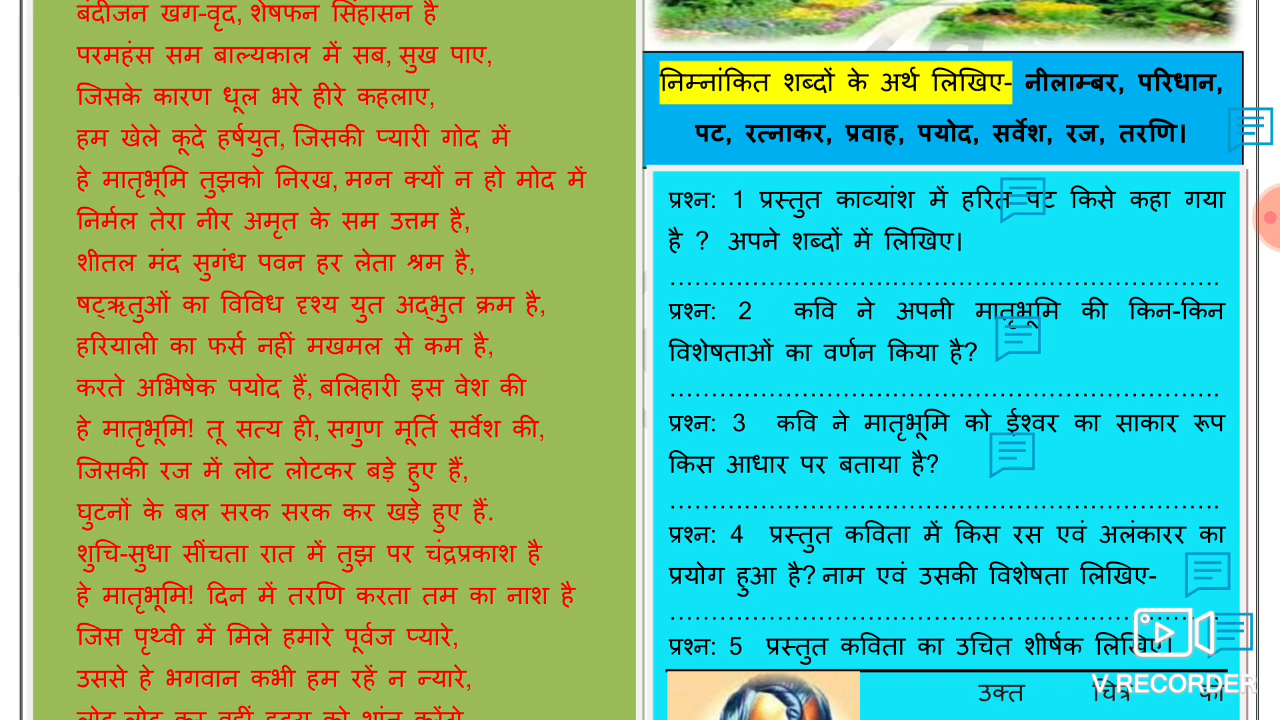 बंदीजन खग-वृंद, शेषफन सिंहासन है
परमहंस सम बाल्यकाल में सब, सुख पाए,
जिसके कारण धूल भरे हीरे कहलाए,
हम खेले कूदे हर्षयुत, जिसकी प्यारी गोद में
हे मातृभूमि तुझको निरख, मग्न क्यों न हो मोद में
निर्मल तेरा नीर अमृत के सम उत्तम है,
शीतल मंद सुगंध पवन हर लेता श्रम है,
षट्ऋतुओं का विविध दृश्य युत अद्भुत क्रम है,
हरियाली का फर्स नहीं मखमल से कम है,
करते अभिषेक पयोद हैं, बलिहारी इस वेश की
हे मातृभूमि! तू सत्य ही, सगुण मूर्ति सर्वेश की,
जिसकी रज में लोट लोटकर बड़े हुए हैं,
घुटनों के बल सरक सरक कर खड़े हुए हैं.
शुचि-सुधा सींचता रात में तुझ पर चंद्रप्रकाश है
हे मातृभूमि! दिन में तरणि करता तम का नाश है
जिस पृथ्वी में मिले हमारे पूर्वज प्यारे,
उससे हे भगवान कभी हम रहें न न्यारे,
लोट लोट कर वहीं हृदय को शांत करेंगे
निम्नांकित शब्दों के अर्थ लिखिए- नीलाम्बर, परिधान,
पट, रत्नाकर, प्रवाह, पयोद, सर्वेश, रज, तरणि।
प्रश्न: 1 प्रस्तुत काव्यांश में हरित पट किसे कहा गया
है ? अपने शब्दों में लिखिए।
………………………………………………………
प्रश्न: 2 कवि ने अपनी मातृभूमि की किन-किन
विशेषताओं का वर्णन किया है?
………………………………………………………
प्रश्न: 3 कवि ने मातृभूमि को ईश्वर का साकार रूप
किस आधार पर बताया है?
………………………………………………………
प्रश्न: 4 प्रस्तुत कविता में किस रस एवं अलंकारर का
प्रयोग हुआ है? नाम एवं उसकी विशेषता लिखिए-
………………………………………………………
प्रश्न: 5 प्रस्तुत कविता का उचित शीर्षक लिखिए।
उक्त चित्र को
V RECORDER